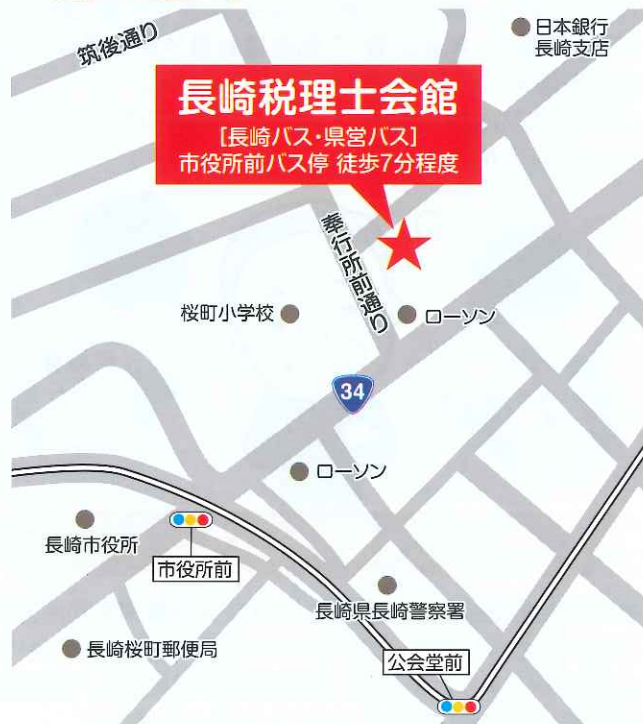 日本銀行
長崎支店
筑後通り
長崎税理士会館
[長崎バス・県営バス]
市役所前バス停 徒歩7分程度
奉行所前通り
桜町小学校
ローソン
34
ローソン
長崎市役所
市役所前
長崎県長崎警察署
長崎桜町郵便局
公会堂前